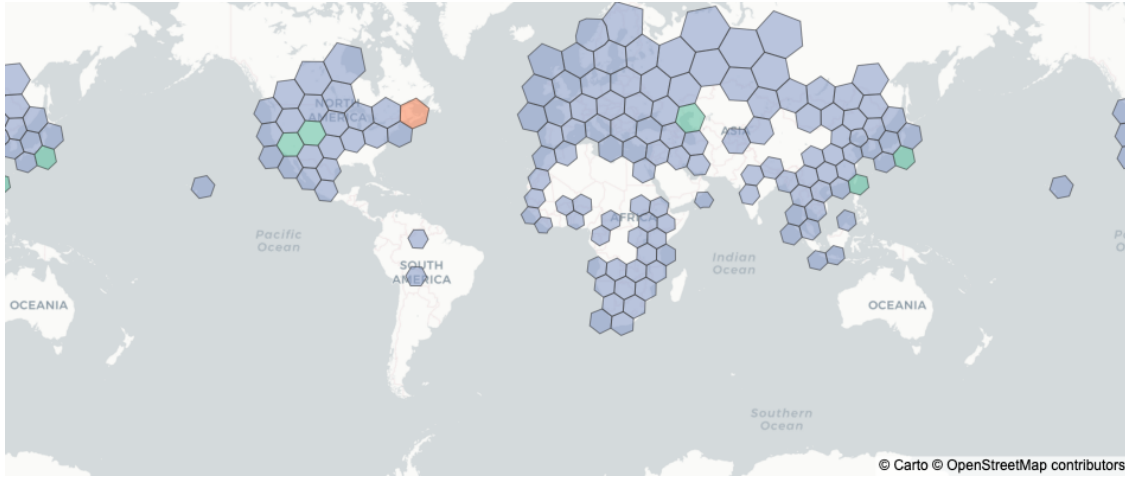 NORTH
AMERICA
ASIA
AFRICA
Pacific
Ocean
Indian
Ocean
SOUTH
AMERICA
OCEANIA
OCEANIA
Southern
Ocean
© Carto © OpenStreetMap contributors